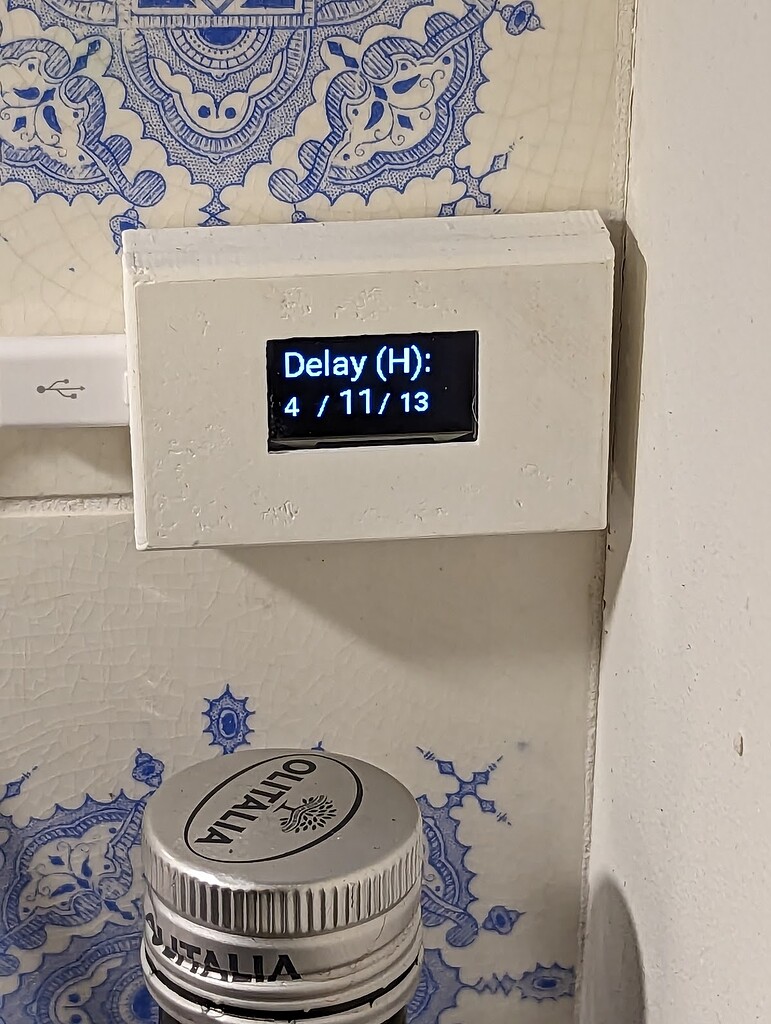 Delay (H):
4 / 11 / 13
OLITALIA
OLITALIA